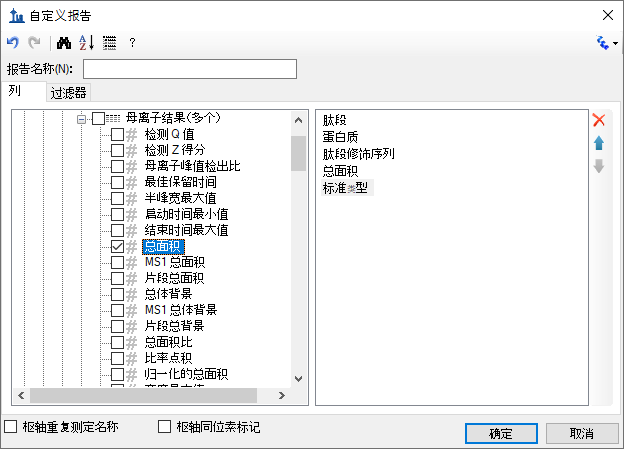 自定义报告
报告名称(N):
列
过滤器
母离子结果(多个)
检测 Q 值
检测 Z 得分
母离子峰值检出比
最佳保留时间
半峰宽最大值
启动时间最小值
结束时间最大值
总面积
MS1 总面积
片段总面积
总体背景
MS1 总体背景
片段总背景
总面积比
比率点积
归一化的总面积
肽段
蛋白质
肽段修饰序列
总面积
标准类型
枢轴重复测定名称
枢轴同位素标记
确定
取消